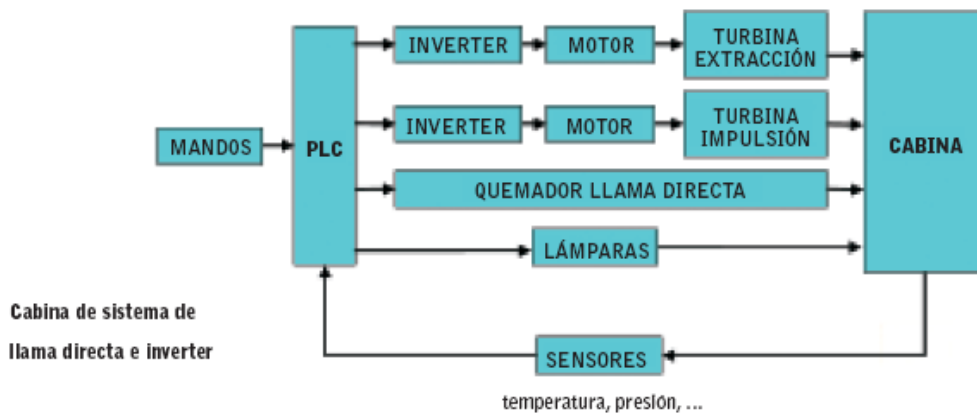 INVERTER
MOTOR
TURBINA
EXTRACCIÓN
MANDOS
PLC
INVERTER
MOTOR
TURBINA
IMPULSIÓN
CABINA
QUEMADOR LLAMA DIRECTA
LÁMPARAS
Cabina de sistema de
llama directa e inverter
SENSORES
temperatura, presión, ...